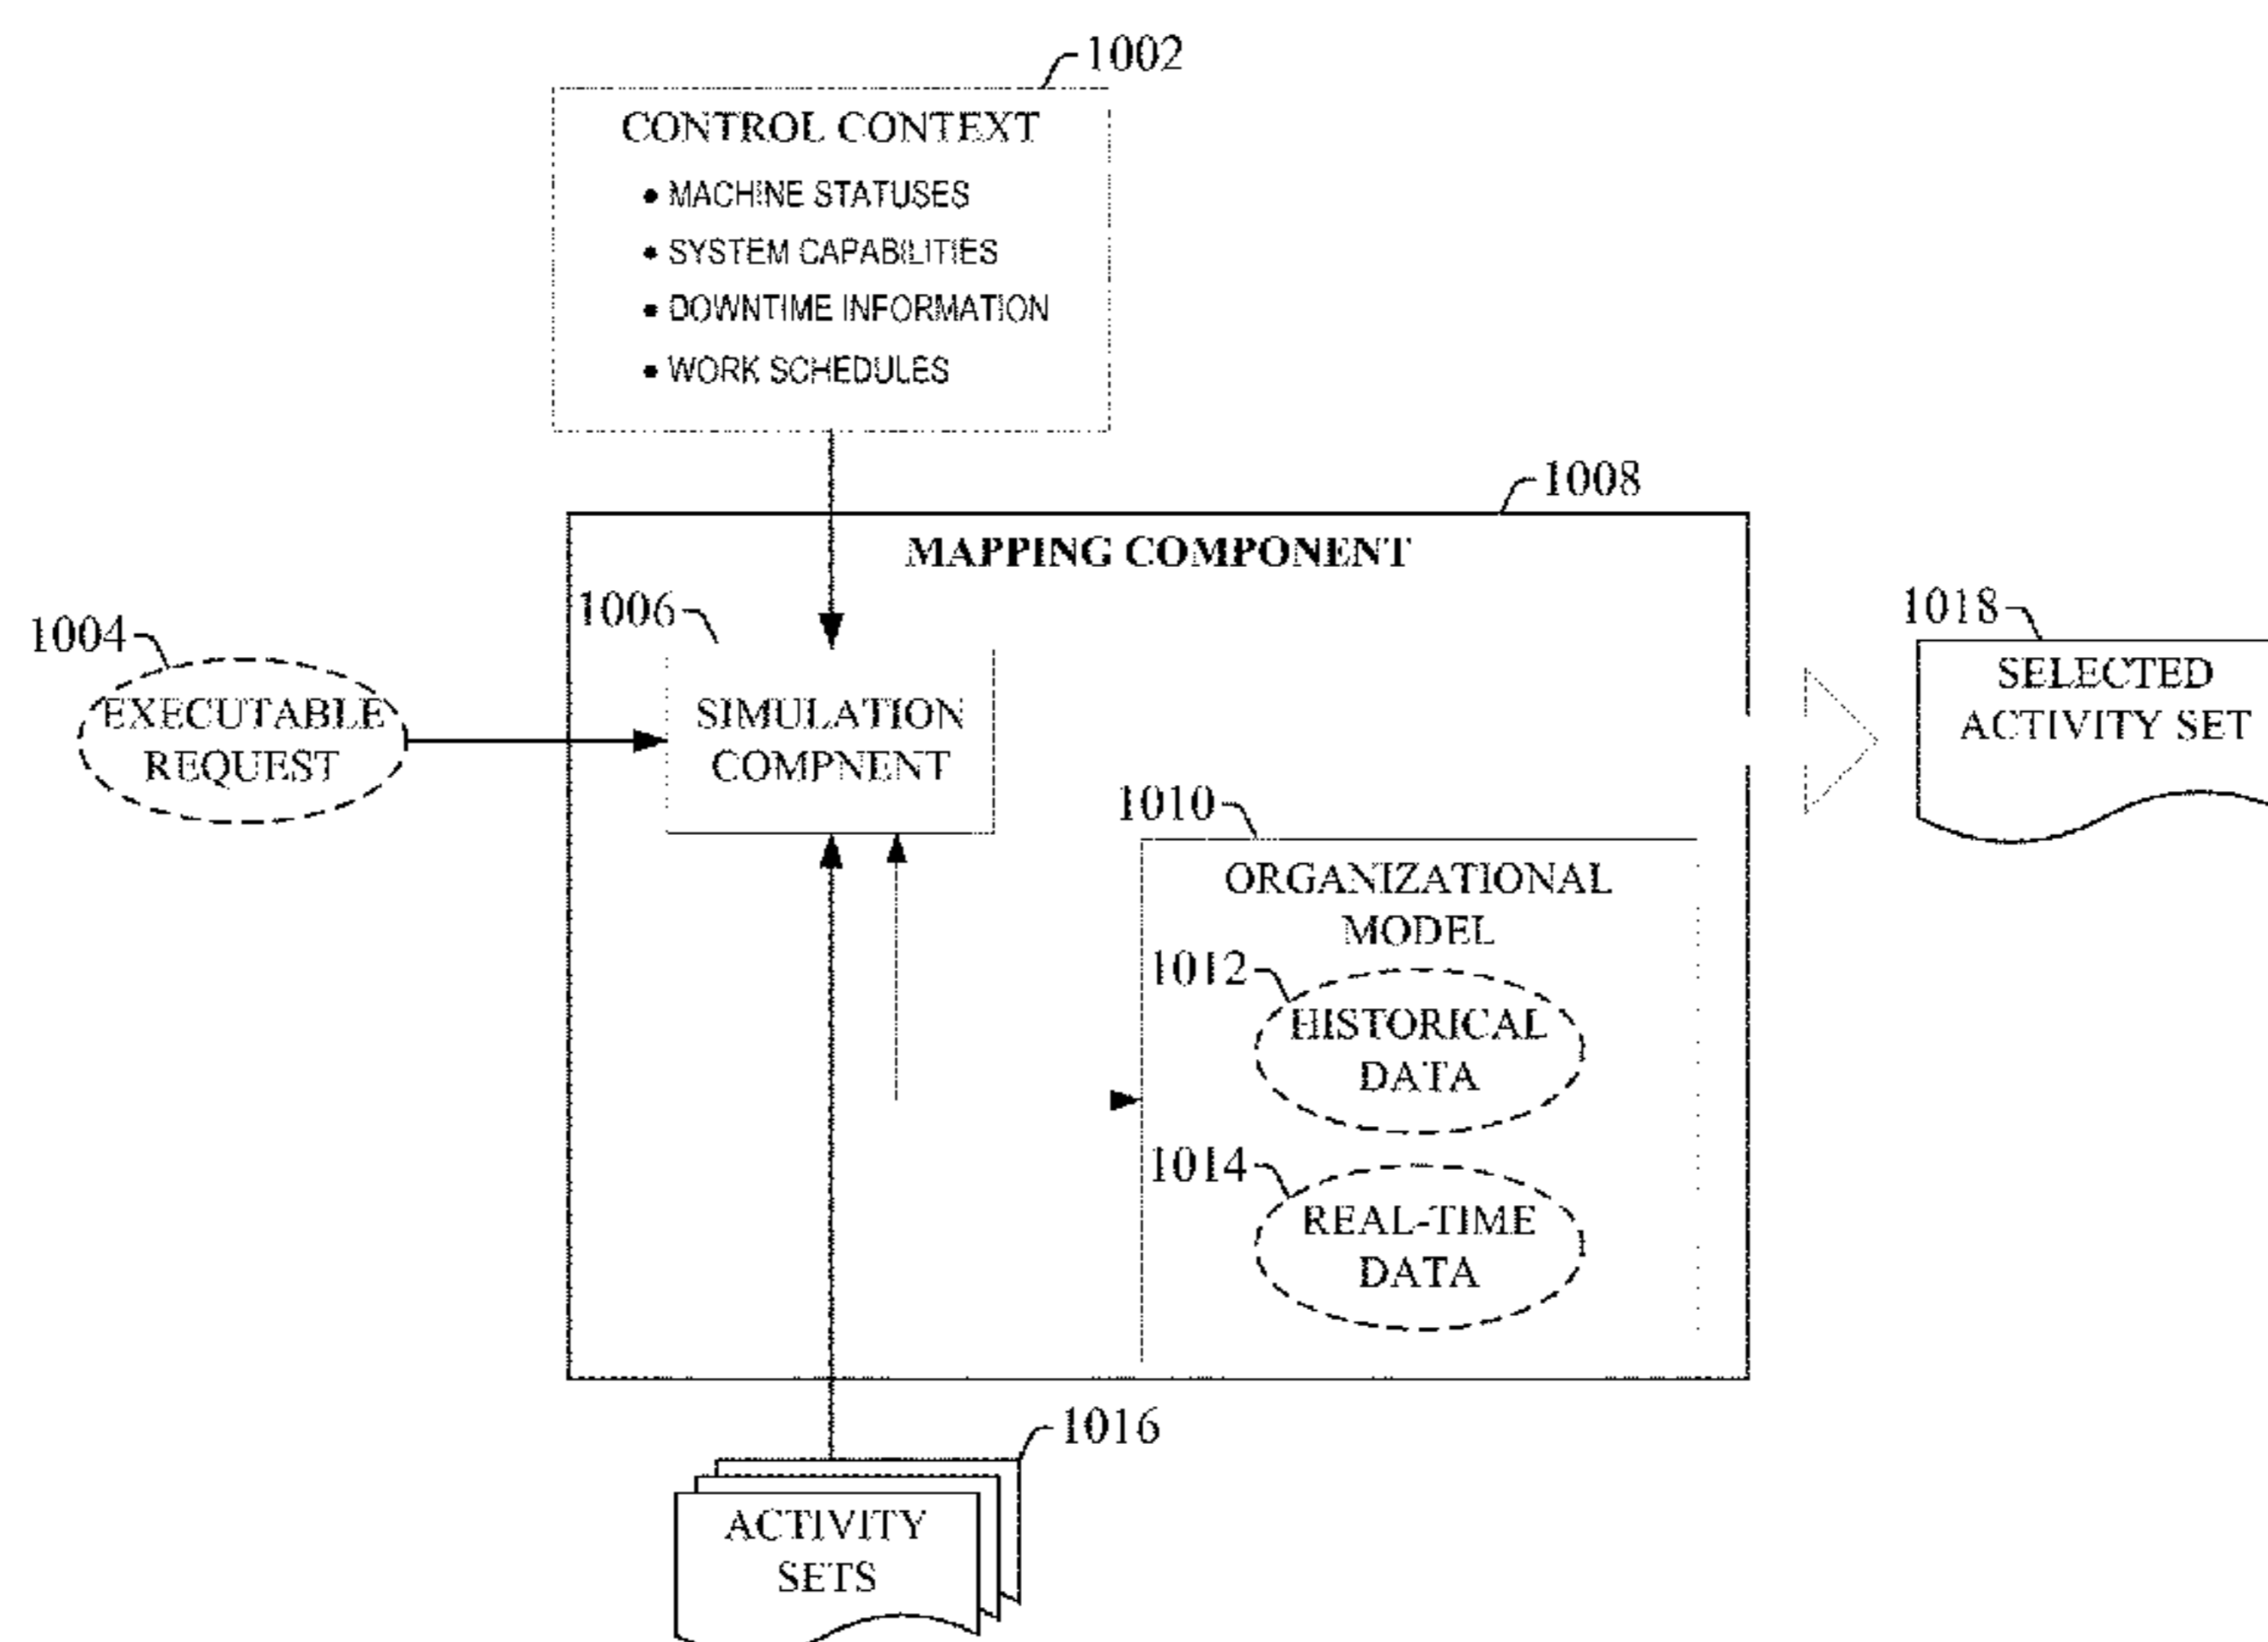 1002
CONTROL CONTEXT
• MACHINE STATUSES
• SYSTEM CAPABILITIES
• DOWNTIME INFORMATION
• WORK SCHEDULES
1008
MAPPING COMPONENT
1006
1004
EXECUTABLE
REQUEST
SIMULATION
COMPNENT
1018
SELECTED
ACTIVITY SET
1010
ORGANIZATIONAL
MODEL
1012
HISTORICAL
DATA
1014
REAL-TIME
DATA
1016
ACTIVITY
SETS